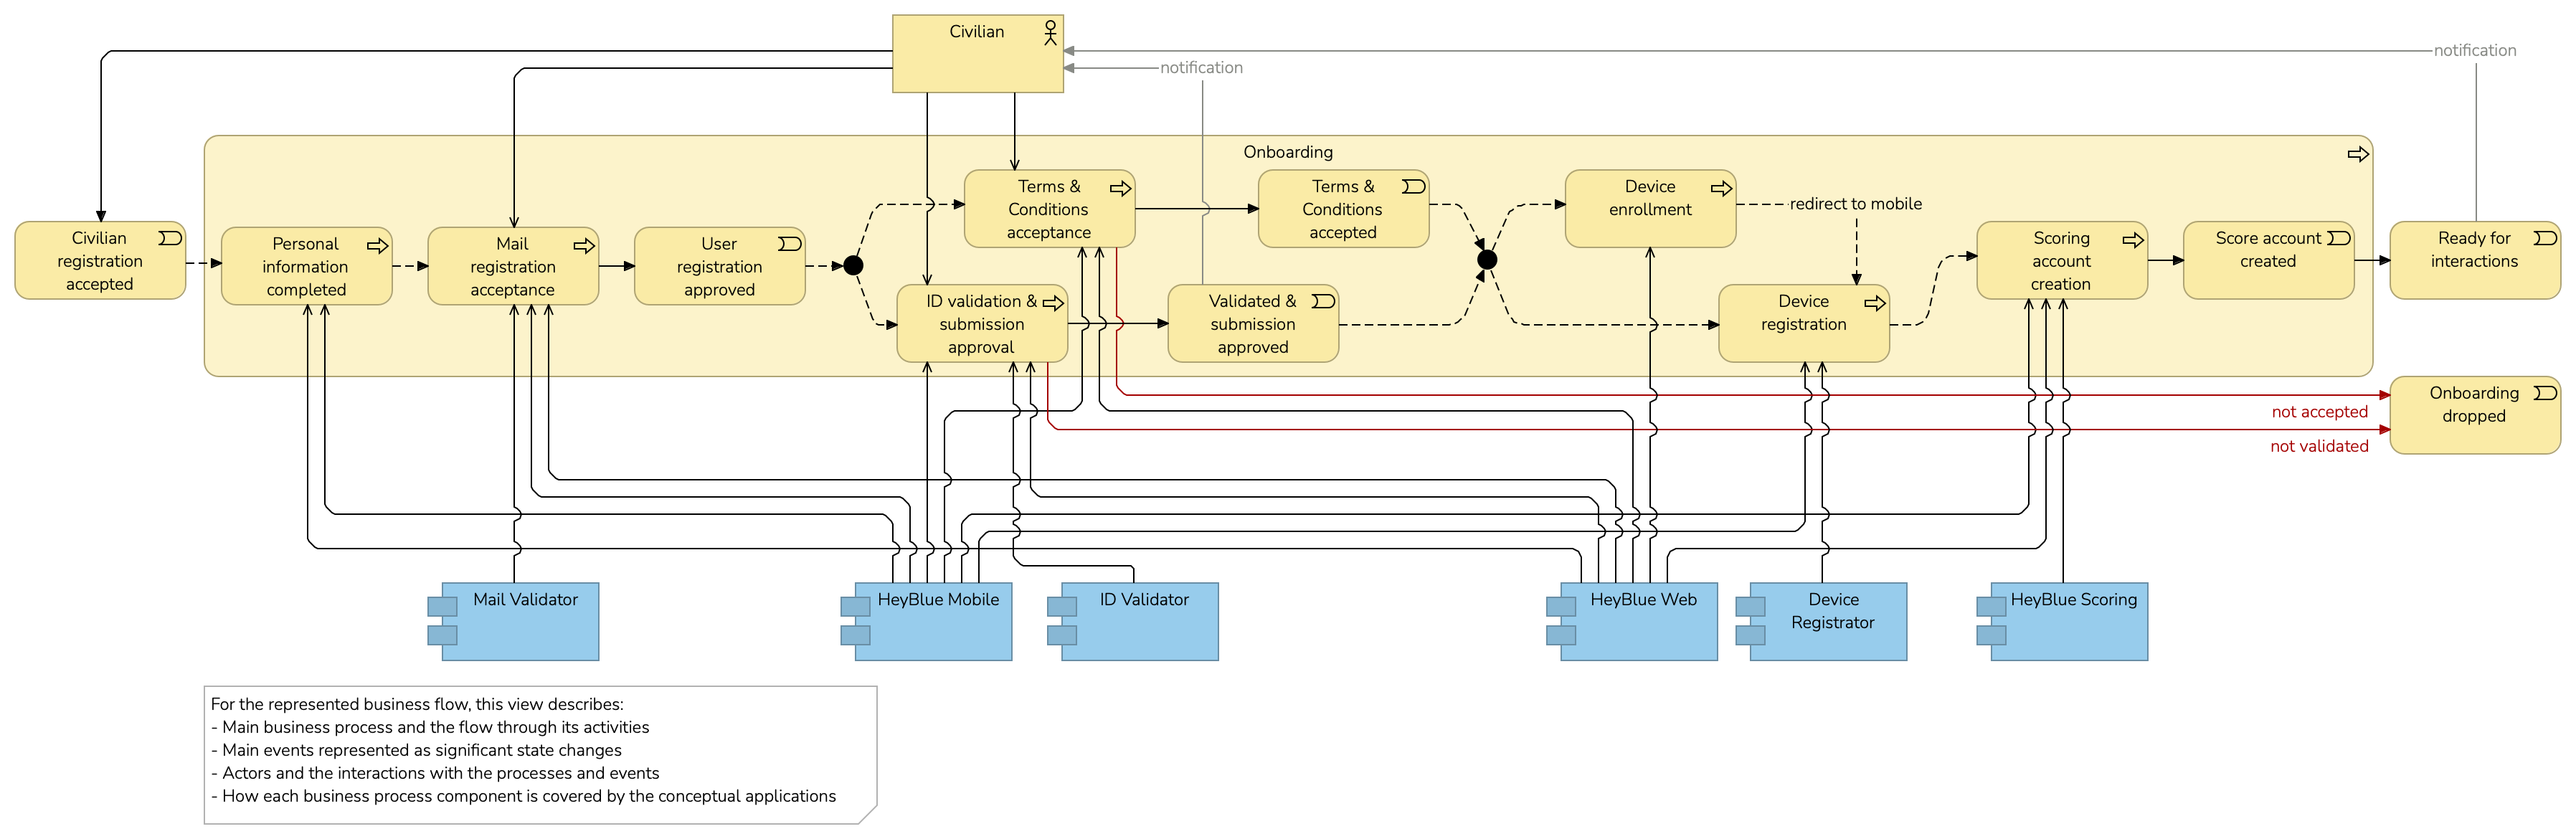 Civilian
notification
notification
Onboarding
Civilian
registration
accepted
Personal
information
completed
Mail
registration
acceptance
User
registration
approved
Terms &
Conditions
acceptance
ID validation &
submission
approval
Terms &
Conditions
accepted
Validated &
submission
approved
Device
enrollment
redirect to mobile
Device
registration
Scoring
account
creation
Score account
created
Ready for
interactions
Onboarding
dropped
not accepted
not validated
Mail Validator
HeyBlue Mobile
ID Validator
HeyBlue Web
Device
Registrator
HeyBlue Scoring
For the represented business flow, this view describes:
- Main business process and the flow through its activities
- Main events represented as significant state changes
- Actors and the interactions with the processes and events
- How each business process component is covered by the conceptual applications